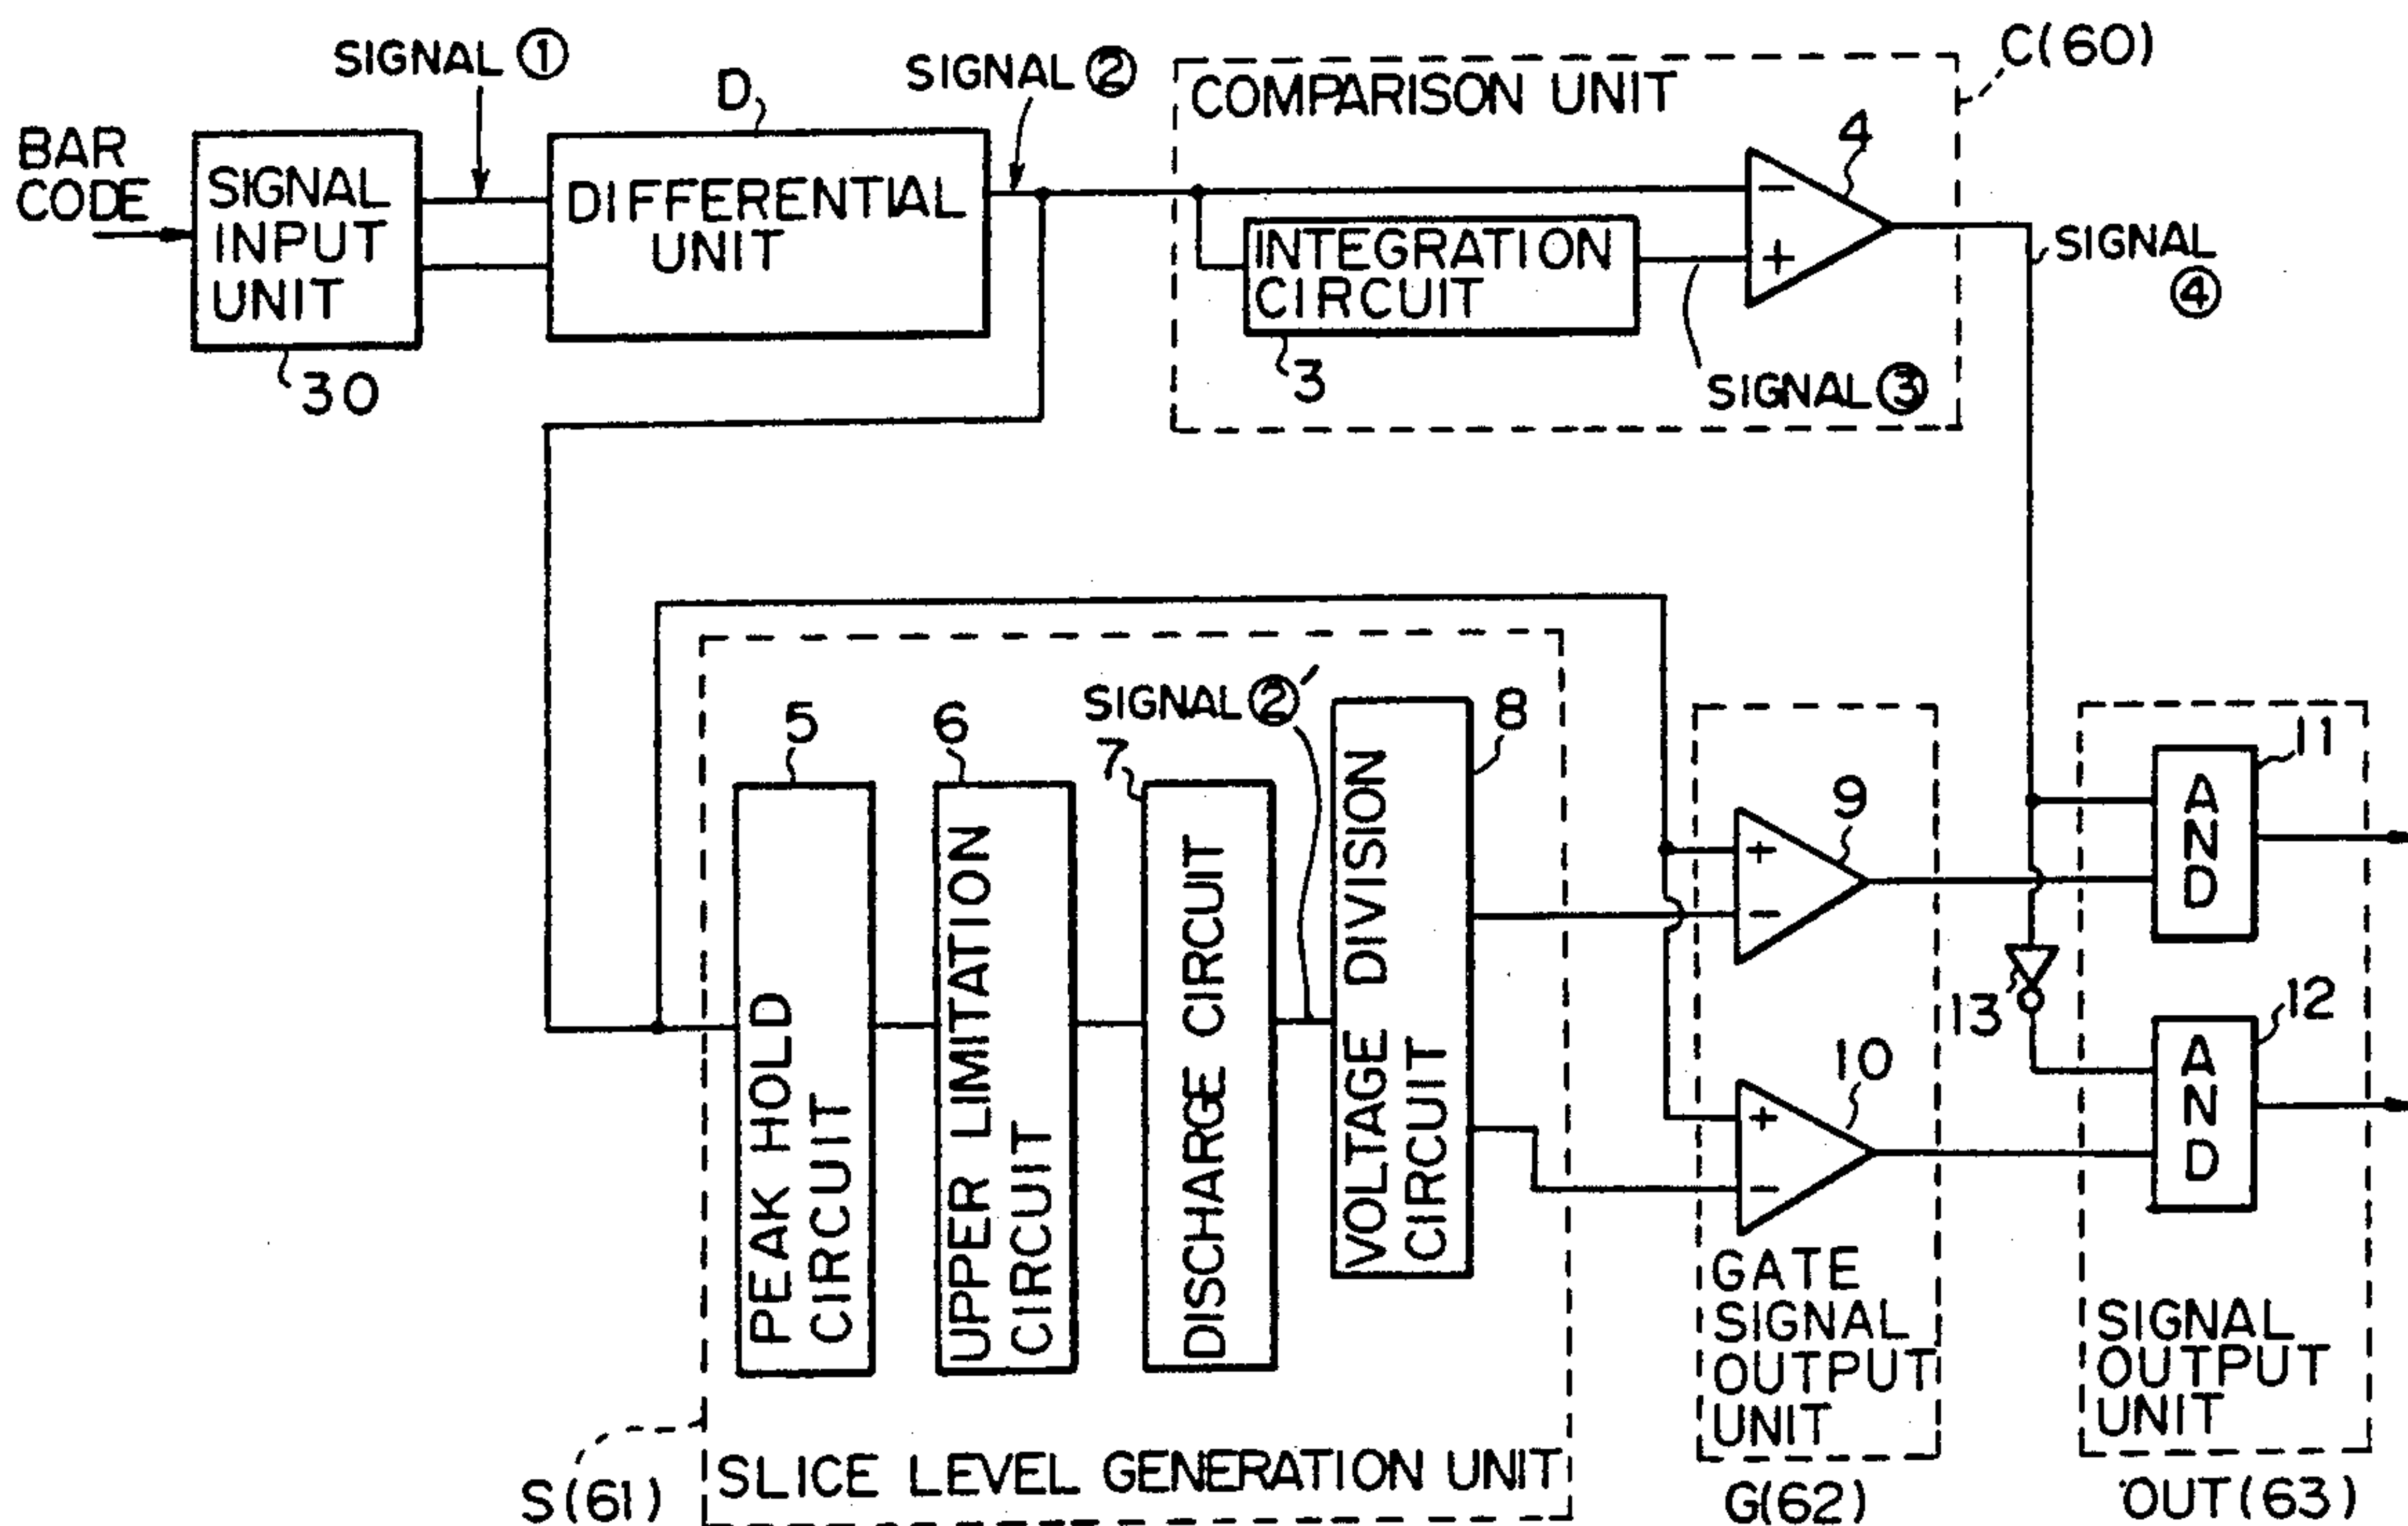 SIGNAL ①
D
SIGNAL ②
C(60)
COMPARISON UNIT
BAR
CODE
SIGNAL
INPUT
UNIT
30
DIFFERENTIAL
UNIT
4
−
+
INTEGRATION
CIRCUIT
3
SIGNAL ③
SIGNAL
④
5
6
7
SIGNAL ②′
8
PEAK HOLD
CIRCUIT
UPPER LIMITATION
CIRCUIT
DISCHARGE CIRCUIT
VOLTAGE DIVISION
CIRCUIT
9
+
−
10
+
−
11
AND
13
12
AND
GATE
SIGNAL
OUTPUT
UNIT
SIGNAL
OUTPUT
UNIT
S(61)
SLICE LEVEL GENERATION UNIT
G(62)
OUT(63)